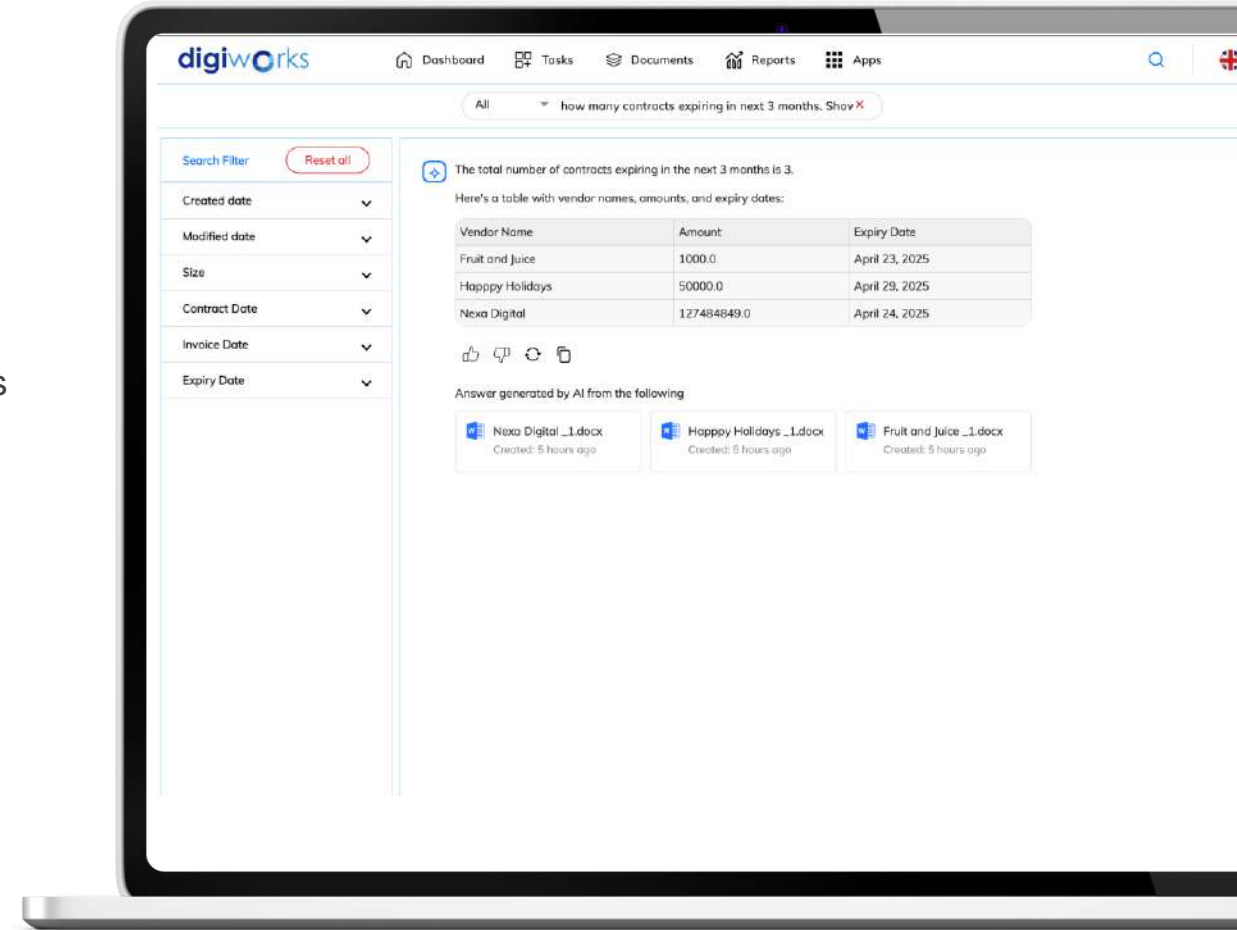 digiworks
Dashboard Tasks Documents Reports Apps
All how many contracts expiring in next 3 months. Shov
Search Filter Reset all
Created date
Modified date
Size
Contract Date
Invoice Date
Expiry Date
The total number of contracts expiring in the next 3 months is 3.
Here's a table with vendor names, amounts, and expiry dates:
Vendor Name Amount Expiry Date
Fruit and Juice 1000.0 April 23, 2025
Happpy Holidays 50000.0 April 29, 2025
Nexa Digital 127484849.0 April 24, 2025
Answer generated by AI from the following
Nexa Digital _1.docx Happpy Holidays _1.docx Fruit and Juice _1.docx
Created: 5 hours ago Created: 5 hours ago Created: 5 hours ago
s